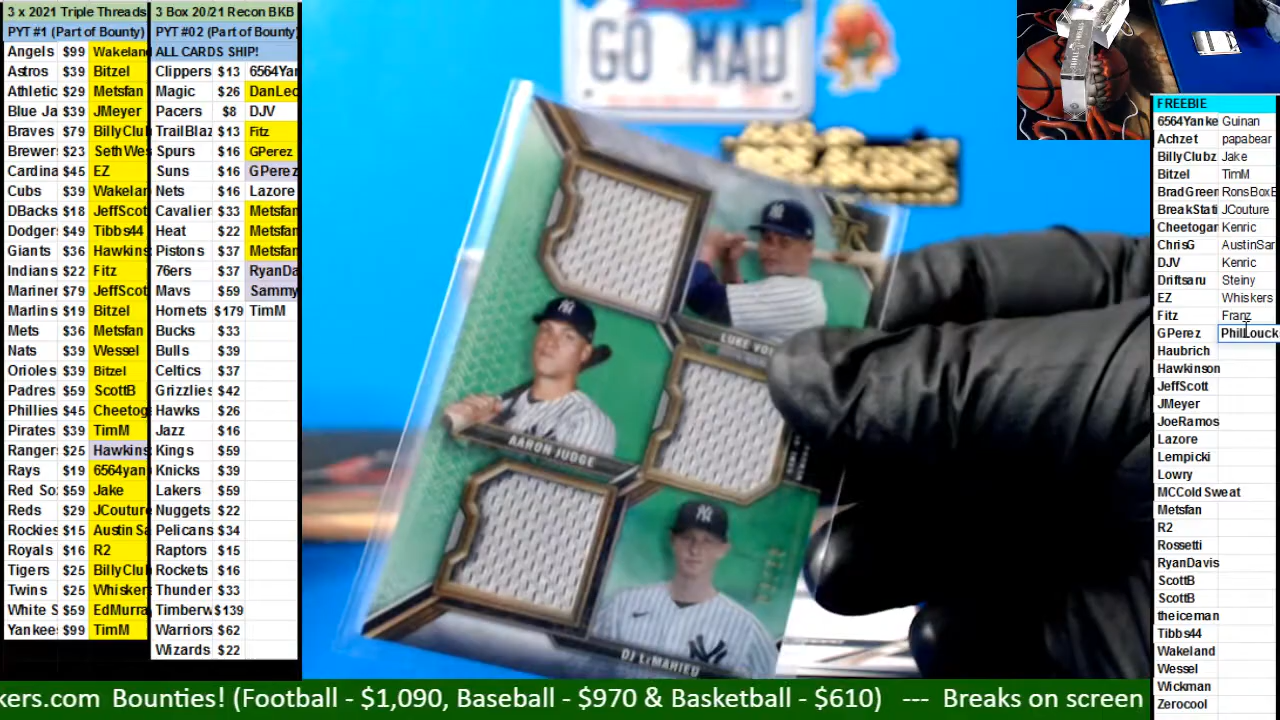 3 x 2021 Triple Threads
PYT #1 (Part of Bounty)
Angels $99 Wakeland
Astros $39 Bitzel
Athletic $29 Metsfan
Blue Ja $39 JMeyer
Braves $79 BillyClul
Brewer $23 SethWes
Cardina $45 EZ
Cubs $39 Wakelan
DBacks $18 JeffScot
Dodger $49 Tibbs44
Giants $36 Hawkins
Indians $22 Fitz
Mariner $79 JeffScot
Marlins $19 Bitzel
Mets $36 Metsfan
Nats $39 Wessel
Orioles $39 Bitzel
Padres $59 ScottB
Phillies $45 Cheetog
Pirates $39 TimM
Ranger $25 Hawkins
Rays $19 6564yan
Red So $59 Jake
Reds $29 JCouture
Rockies $15 Austin Sa
Royals $16 R2
Tigers $25 BillyClul
Twins $25 Whisker
White S $59 EdMurra
Yankee $99 TimM
3 Box 20/21 Recon BKB
PYT #02 (Part of Bounty)
ALL CARDS SHIP!
Clippers $13 6564Yan
Magic $26 DanLeo
Pacers $8 DJV
TrailBlaz $13 Fitz
Spurs $16 GPerez
Suns $16 GPerez
Nets $16 Lazore
Cavalier $33 Metsfan
Heat $22 Metsfan
Pistons $37 Metsfan
76ers $37 RyanDa
Mavs $59 Sammy
Hornets $179 TimM
Bucks $33
Bulls $39
Celtics $37
Grizzlies $42
Hawks $26
Jazz $16
Kings $59
Knicks $39
Lakers $59
Nuggets $22
Pelicans $34
Raptors $15
Rockets $16
Thunder $33
Timberw $139
Warriors $62
Wizards $22
GO MAD
LUKE VOI
AARON JUDGE
DJ LeMAHIEU
FREEBIE
6564Yanke Guinan
Achzet papabear
BillyClubz Jake
Bitzel TimM
BradGreen RonsBoxB
BreakStati JCouture
Cheetogar Kenric
ChrisG AustinSar
DJV Kenric
Driftsaru Steiny
EZ Whiskers
Fitz Franz
GPerez PhilLouck
Haubrich
Hawkinson
JeffScott
JMeyer
JoeRamos
Lazore
Lempicki
Lowry
MCCold Sweat
Metsfan
R2
Rossetti
RyanDavis
ScottB
ScottB
theiceman
Tibbs44
Wakeland
Wessel
Wickman
Zerocool
kers.com Bounties! (Football - $1,090, Baseball - $970 & Basketball - $610) --- Breaks on screen